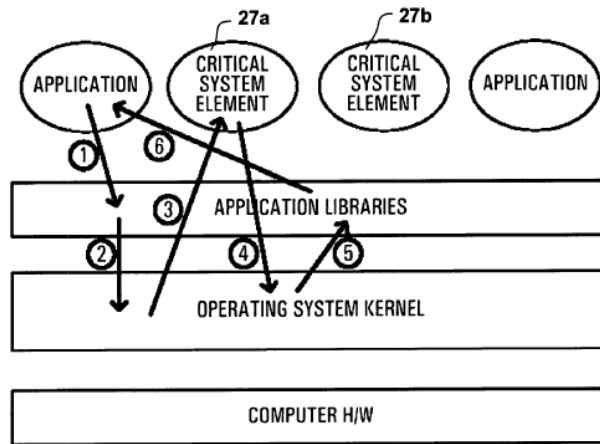 27a
27b
APPLICATION
CRITICAL
SYSTEM
ELEMENT
CRITICAL
SYSTEM
ELEMENT
APPLICATION
1
6
APPLICATION LIBRARIES
3
2
4
5
OPERATING SYSTEM KERNEL
COMPUTER H/W